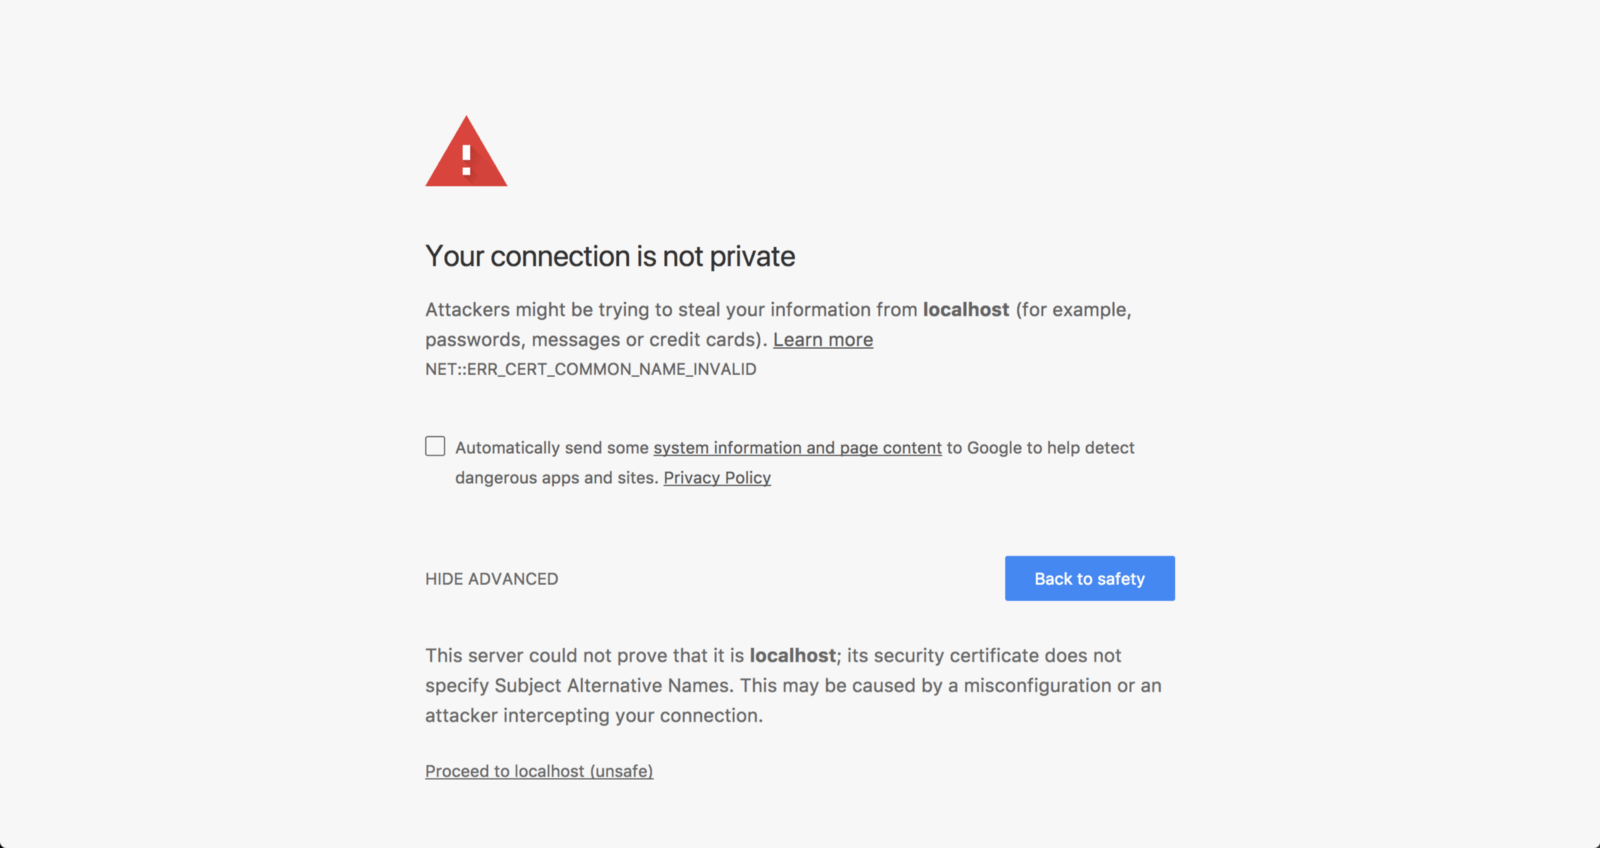 Your connection is not private
Attackers might be trying to steal your information from localhost (for example,
passwords, messages or credit cards). Learn more
NET::ERR_CERT_COMMON_NAME_INVALID
Automatically send some system information and page content to Google to help detect
dangerous apps and sites. Privacy Policy
HIDE ADVANCED
Back to safety
This server could not prove that it is localhost; its security certificate does not
specify Subject Alternative Names. This may be caused by a misconfiguration or an
attacker intercepting your connection.
Proceed to localhost (unsafe)